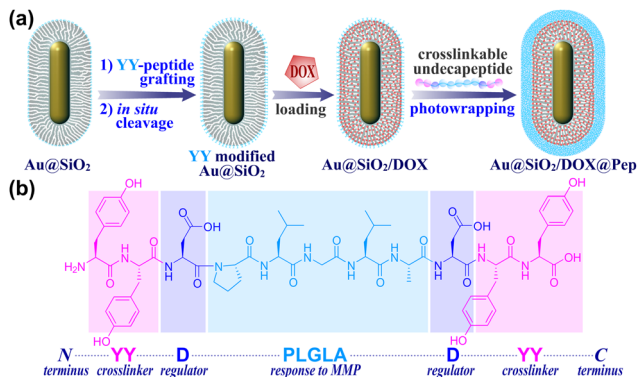 (a)
1) YY-peptide
grafting
2) in situ
cleavage
DOX
loading
crosslinkable
undecapeptide
photowrapping
Au@SiO₂
YY modified
Au@SiO₂
Au@SiO₂/DOX
Au@SiO₂/DOX@Pep
(b)
OH
OH
OH
O
O
O
O
O
O
O
O
O
O
O
O
H₂N
N
H
H
N
N
H
N
N
H
H
N
N
H
H
N
N
H
OH
O
OH
OH
HO
HO
N YY D PLGLA D YY C
terminus crosslinker regulator response to MMP regulator crosslinker terminus